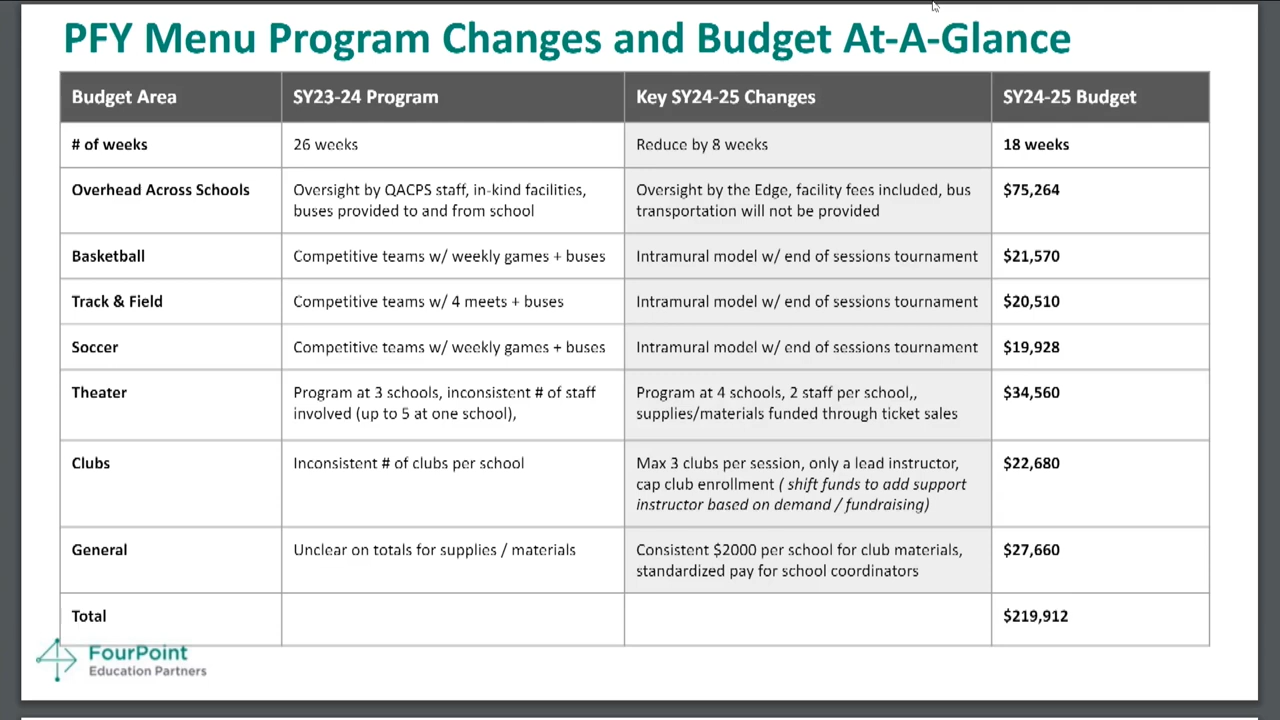 PFY Menu Program Changes and Budget At-A-Glance
Budget Area
SY23-24 Program
Key SY24-25 Changes
SY24-25 Budget
# of weeks
26 weeks
Reduce by 8 weeks
18 weeks
Overhead Across Schools
Oversight by QACPS staff, in-kind facilities,
buses provided to and from school
Oversight by the Edge, facility fees included, bus
transportation will not be provided
$75,264
Basketball
Competitive teams w/ weekly games + buses
Intramural model w/ end of sessions tournament
$21,570
Track & Field
Competitive teams w/ 4 meets + buses
Intramural model w/ end of sessions tournament
$20,510
Soccer
Competitive teams w/ weekly games + buses
Intramural model w/ end of sessions tournament
$19,928
Theater
Program at 3 schools, inconsistent # of staff
involved (up to 5 at one school),
Program at 4 schools, 2 staff per school,,
supplies/materials funded through ticket sales
$34,560
Clubs
Inconsistent # of clubs per school
Max 3 clubs per session, only a lead instructor,
cap club enrollment ( shift funds to add support
instructor based on demand / fundraising)
$22,680
General
Unclear on totals for supplies / materials
Consistent $2000 per school for club materials,
standardized pay for school coordinators
$27,660
Total
$219,912
FourPoint
Education Partners